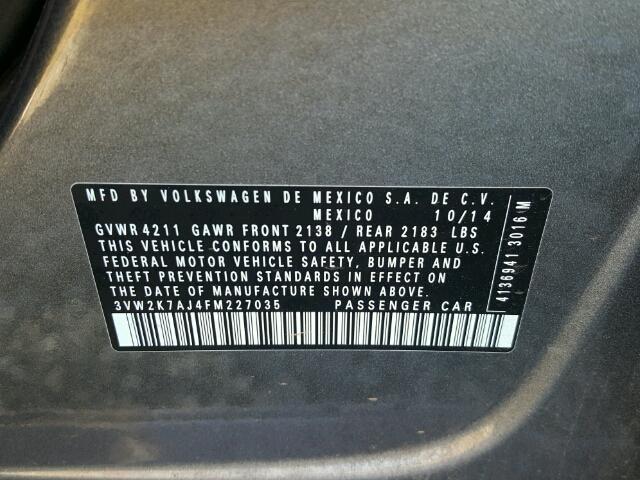 MFD BY VOLKSWAGEN DE MEXICO S.A. DE C.V.
MEXICO 10/14
GVWR 4211 GAWR FRONT 2138 / REAR 2183 LBS
THIS VEHICLE CONFORMS TO ALL APPLICABLE U.S.
FEDERAL MOTOR VEHICLE SAFETY, BUMPER AND
THEFT PREVENTION STANDARDS IN EFFECT ON
THE DATE OF MANUFACTURE SHOWN ABOVE.
3VW2K7AJ4FM227035 PASSENGER CAR
4136941 3016 M